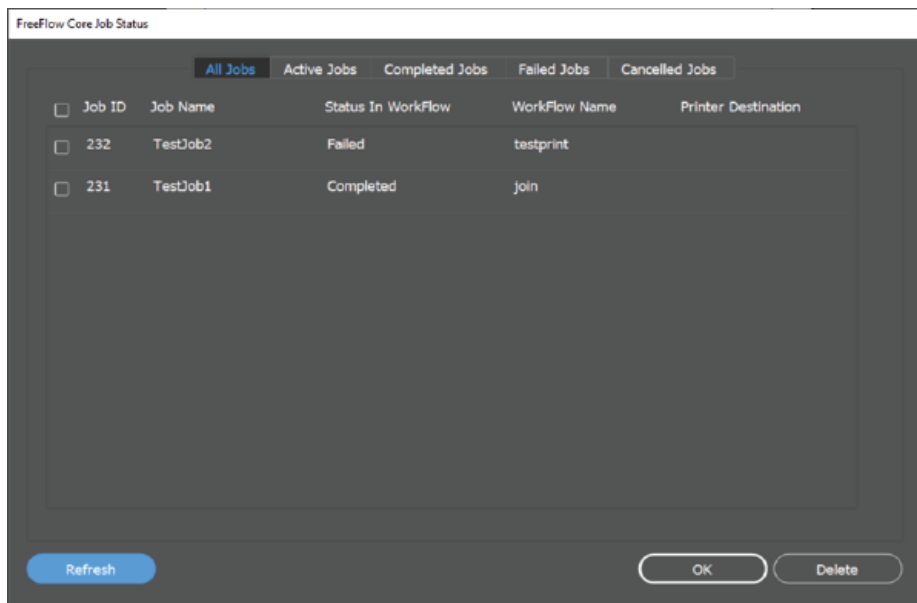 FreeFlow Core Job Status
All Jobs Active Jobs Completed Jobs Failed Jobs Cancelled Jobs
Job ID Job Name Status In WorkFlow WorkFlow Name Printer Destination
232 TestJob2 Failed testprint
231 TestJob1 Completed join
Refresh OK Delete